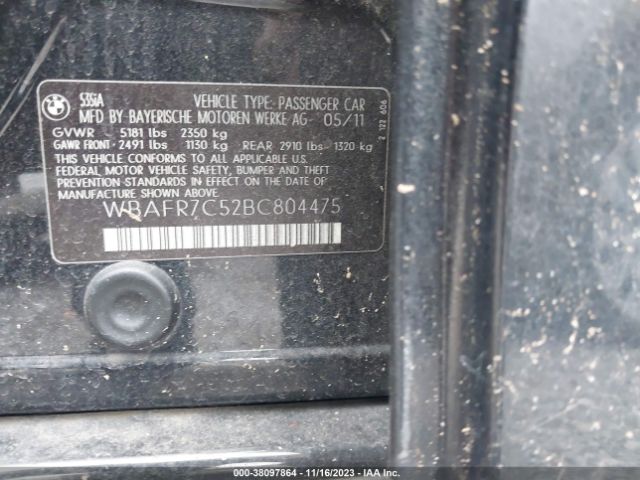 535iA VEHICLE TYPE: PASSENGER CAR
MFD BY BAYERISCHE MOTOREN WERKE AG 05/11
GVWR 5181 lbs 2350 kg
GAWR FRONT - 2491 lbs 1130 kg REAR 2910 lbs - 1320 kg
THIS VEHICLE CONFORMS TO ALL APPLICABLE U.S.
FEDERAL MOTOR VEHICLE SAFETY, BUMPER, AND THEFT
PREVENTION STANDARDS IN EFFECT ON THE DATE OF
MANUFACTURE SHOWN ABOVE
WBAFR7C52BC804475
2 122 606
000-38097864 | 11/16/2023 | IAA Inc.